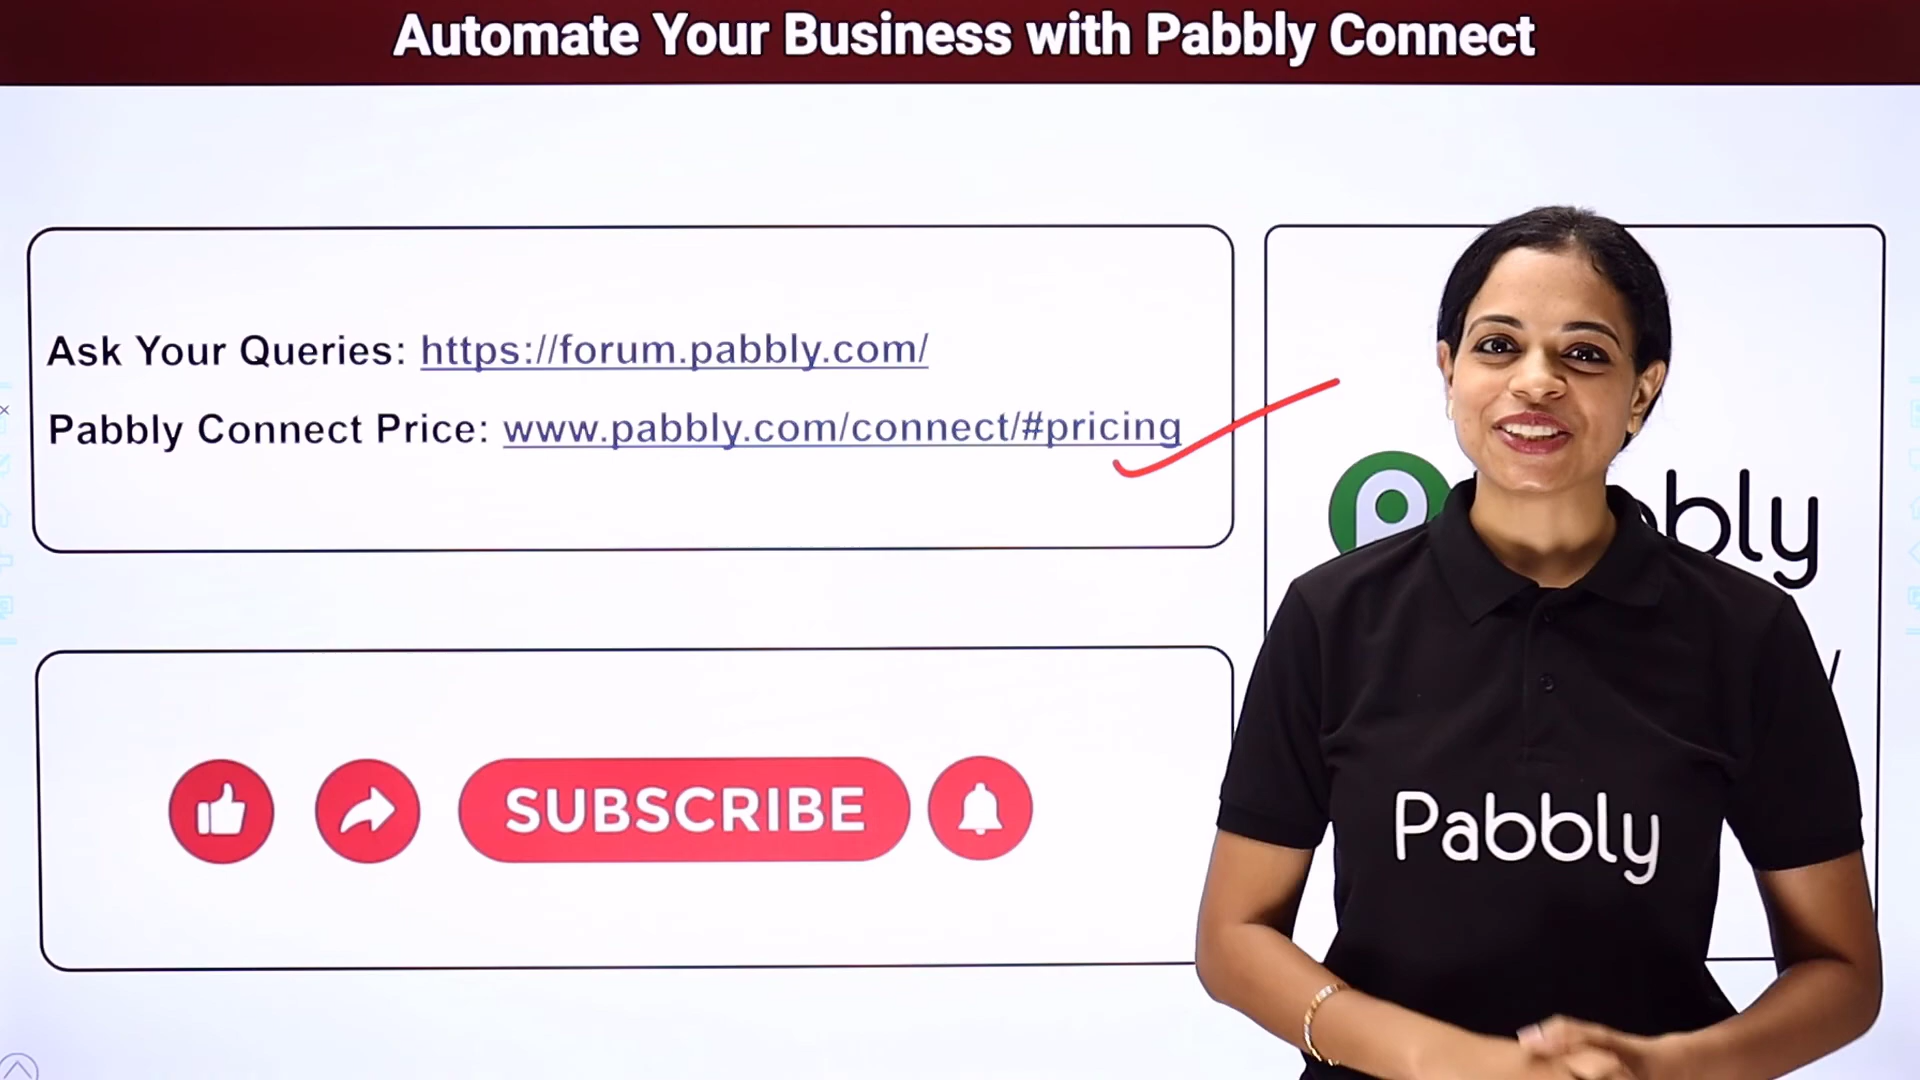 Automate Your Business with Pabbly Connect
Ask Your Queries: https://forum.pabbly.com/
Pabbly Connect Price: www.pabbly.com/connect/#pricing
SUBSCRIBE
Pabbly